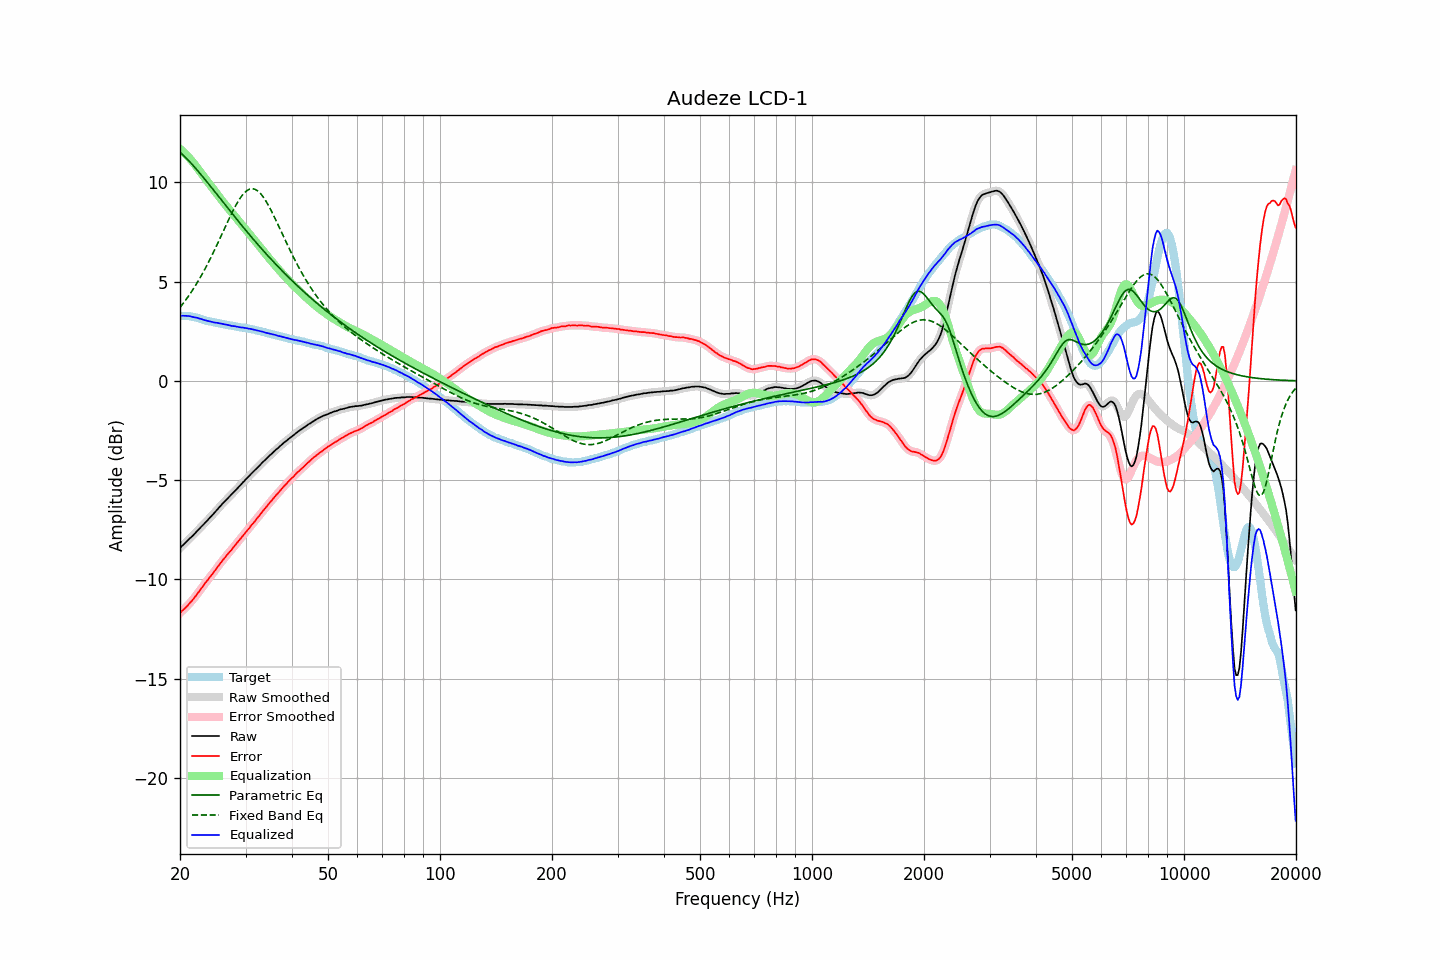 Audeze LCD-1
Amplitude (dBr)
10
5
0
−5
−10
−15
−20
Target
Raw Smoothed
Error Smoothed
Raw
Error
Equalization
Parametric Eq
Fixed Band Eq
Equalized
20 50 100 200 500 1000 2000 5000 10000 20000
Frequency (Hz)